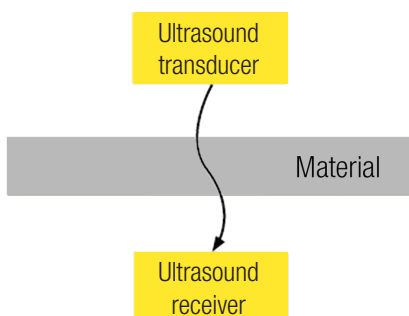 Ultrasound
transducer
Material
Ultrasound
receiver